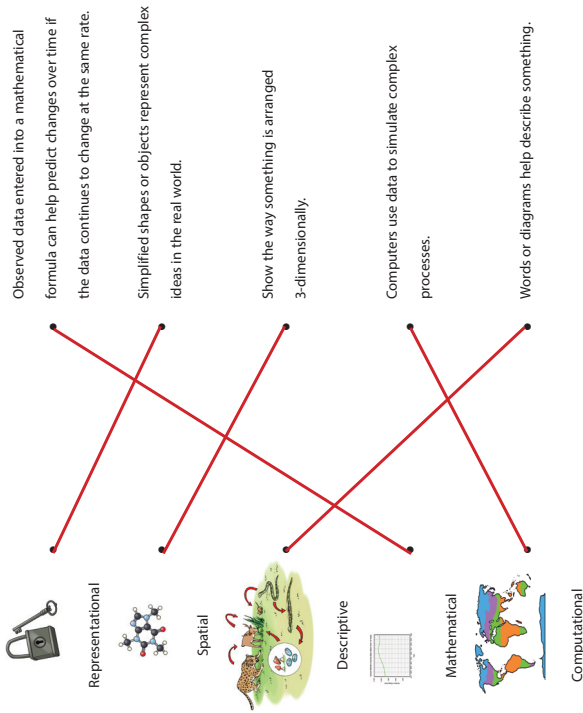 Representational
Spatial
Descriptive
Mathematical
Computational
Observed data entered into a mathematical
formula can help predict changes over time if
the data continues to change at the same rate.
Simplified shapes or objects represent complex
ideas in the real world.
Show the way something is arranged
3-dimensionally.
Computers use data to simulate complex
processes.
Words or diagrams help describe something.